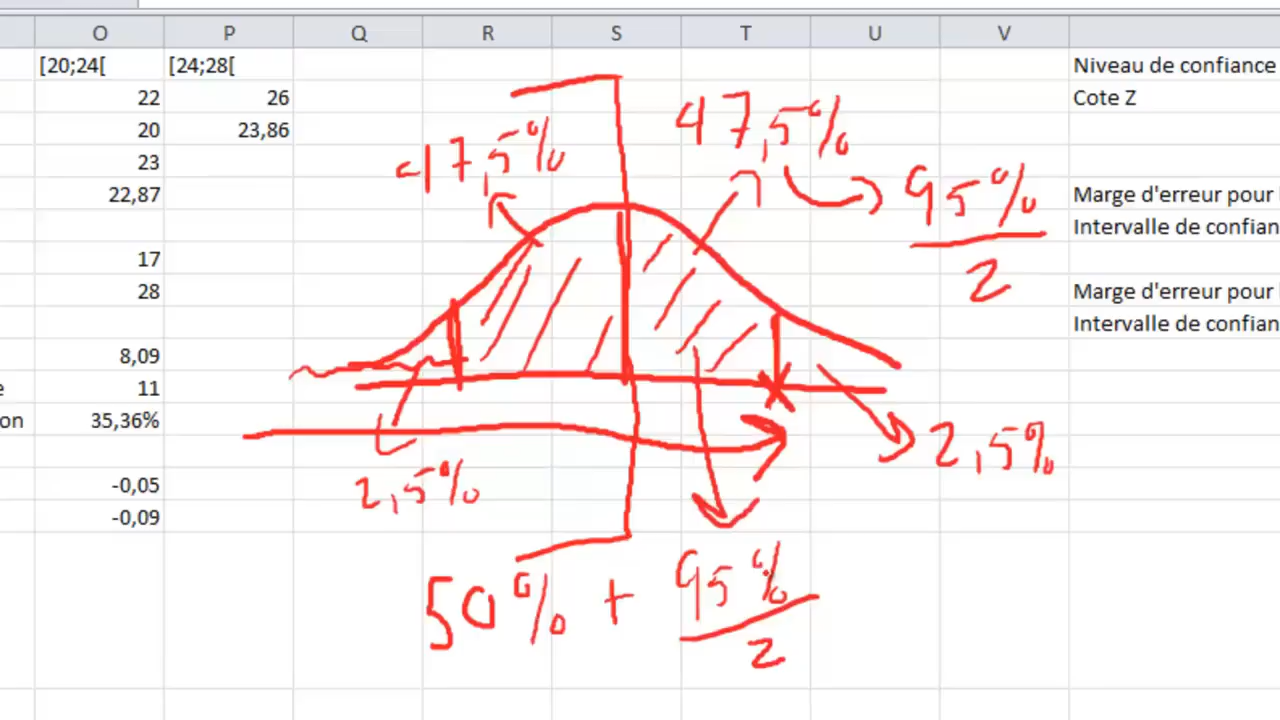 O P Q R S T U V
[20;24[ [24;28[ Niveau de confiance
22 26 Cote Z
20 23,86
23
22,87 Marge d'erreur pour
Intervalle de confian
17
28 Marge d'erreur pour
Intervalle de confian
8,09
e 11
on 35,36%
-0,05
-0,09
47,5%
47,5%
95%
2
2,5%
2,5%
50% + 95%
2